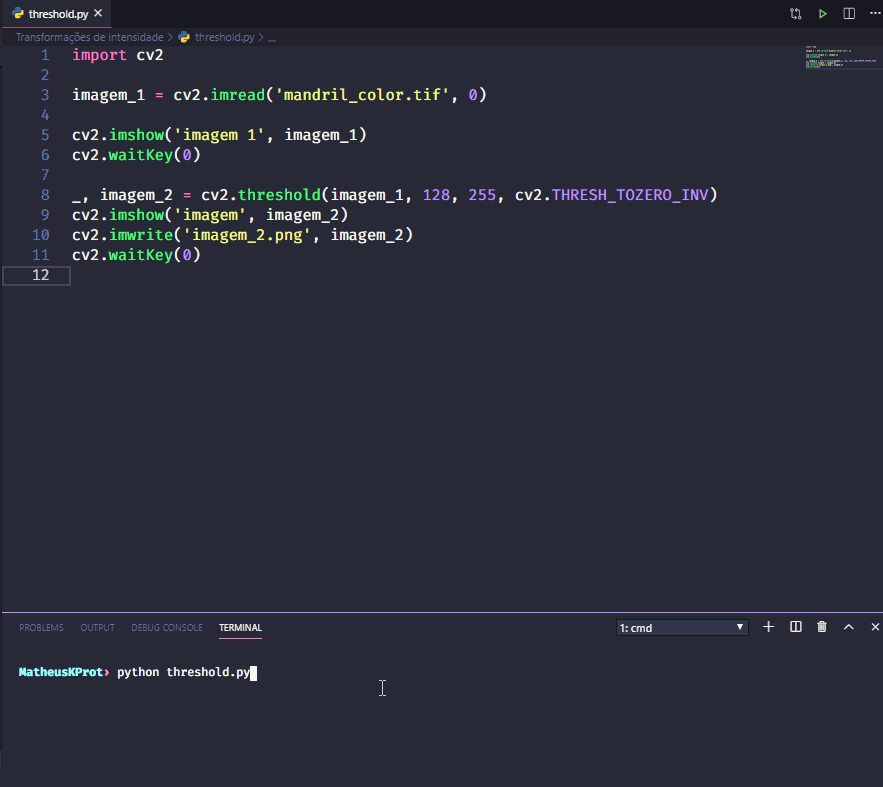 threshold.py ×
Transformações de intensidade > threshold.py > ...
1 import cv2
2
3 imagem_1 = cv2.imread('mandril_color.tif', 0)
4
5 cv2.imshow('imagem 1', imagem_1)
6 cv2.waitKey(0)
7
8 _, imagem_2 = cv2.threshold(imagem_1, 128, 255, cv2.THRESH_TOZERO_INV)
9 cv2.imshow('imagem', imagem_2)
10 cv2.imwrite('imagem_2.png', imagem_2)
11 cv2.waitKey(0)
12
PROBLEMS OUTPUT DEBUG CONSOLE TERMINAL 1: cmd
MatheusKProt› python threshold.py